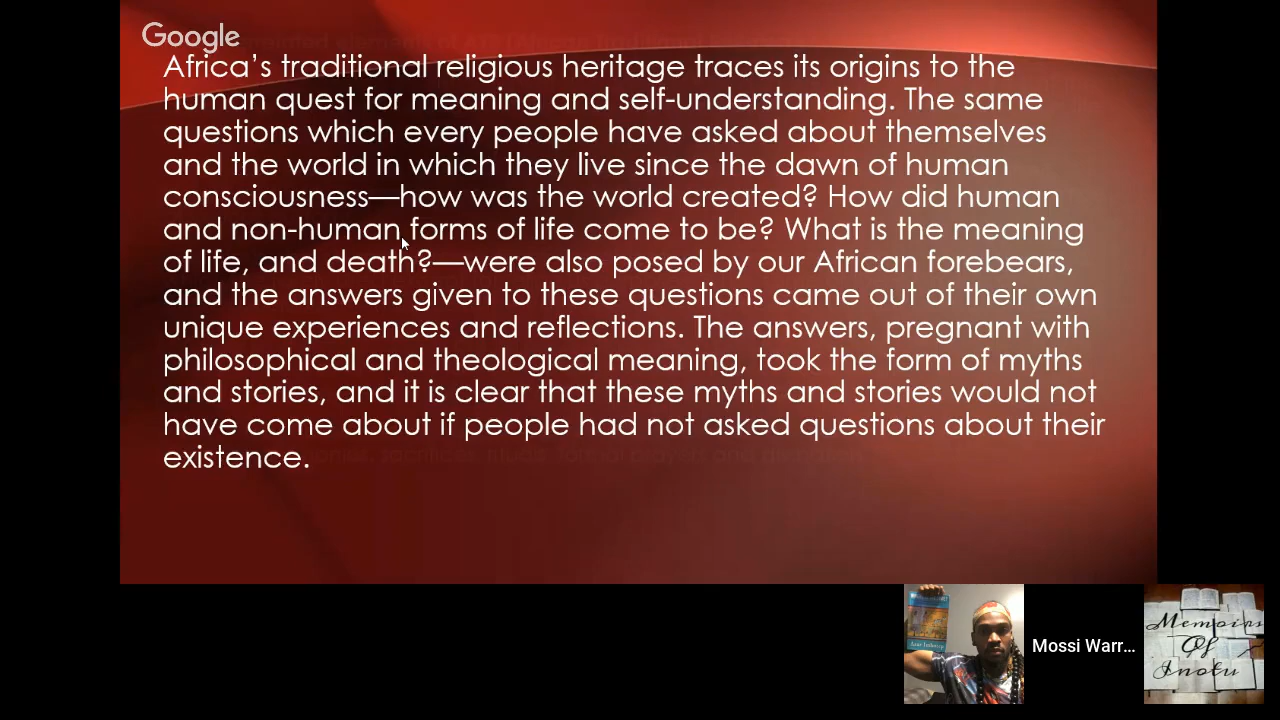 Google
Africa's traditional religious heritage traces its origins to the
human quest for meaning and self-understanding. The same
questions which every people have asked about themselves
and the world in which they live since the dawn of human
consciousness—how was the world created? How did human
and non-human forms of life come to be? What is the meaning
of life, and death?—were also posed by our African forebears,
and the answers given to these questions came out of their own
unique experiences and reflections. The answers, pregnant with
philosophical and theological meaning, took the form of myths
and stories, and it is clear that these myths and stories would not
have come about if people had not asked questions about their
existence.
Mossi Warr...
Memoirs
Of
Inotu